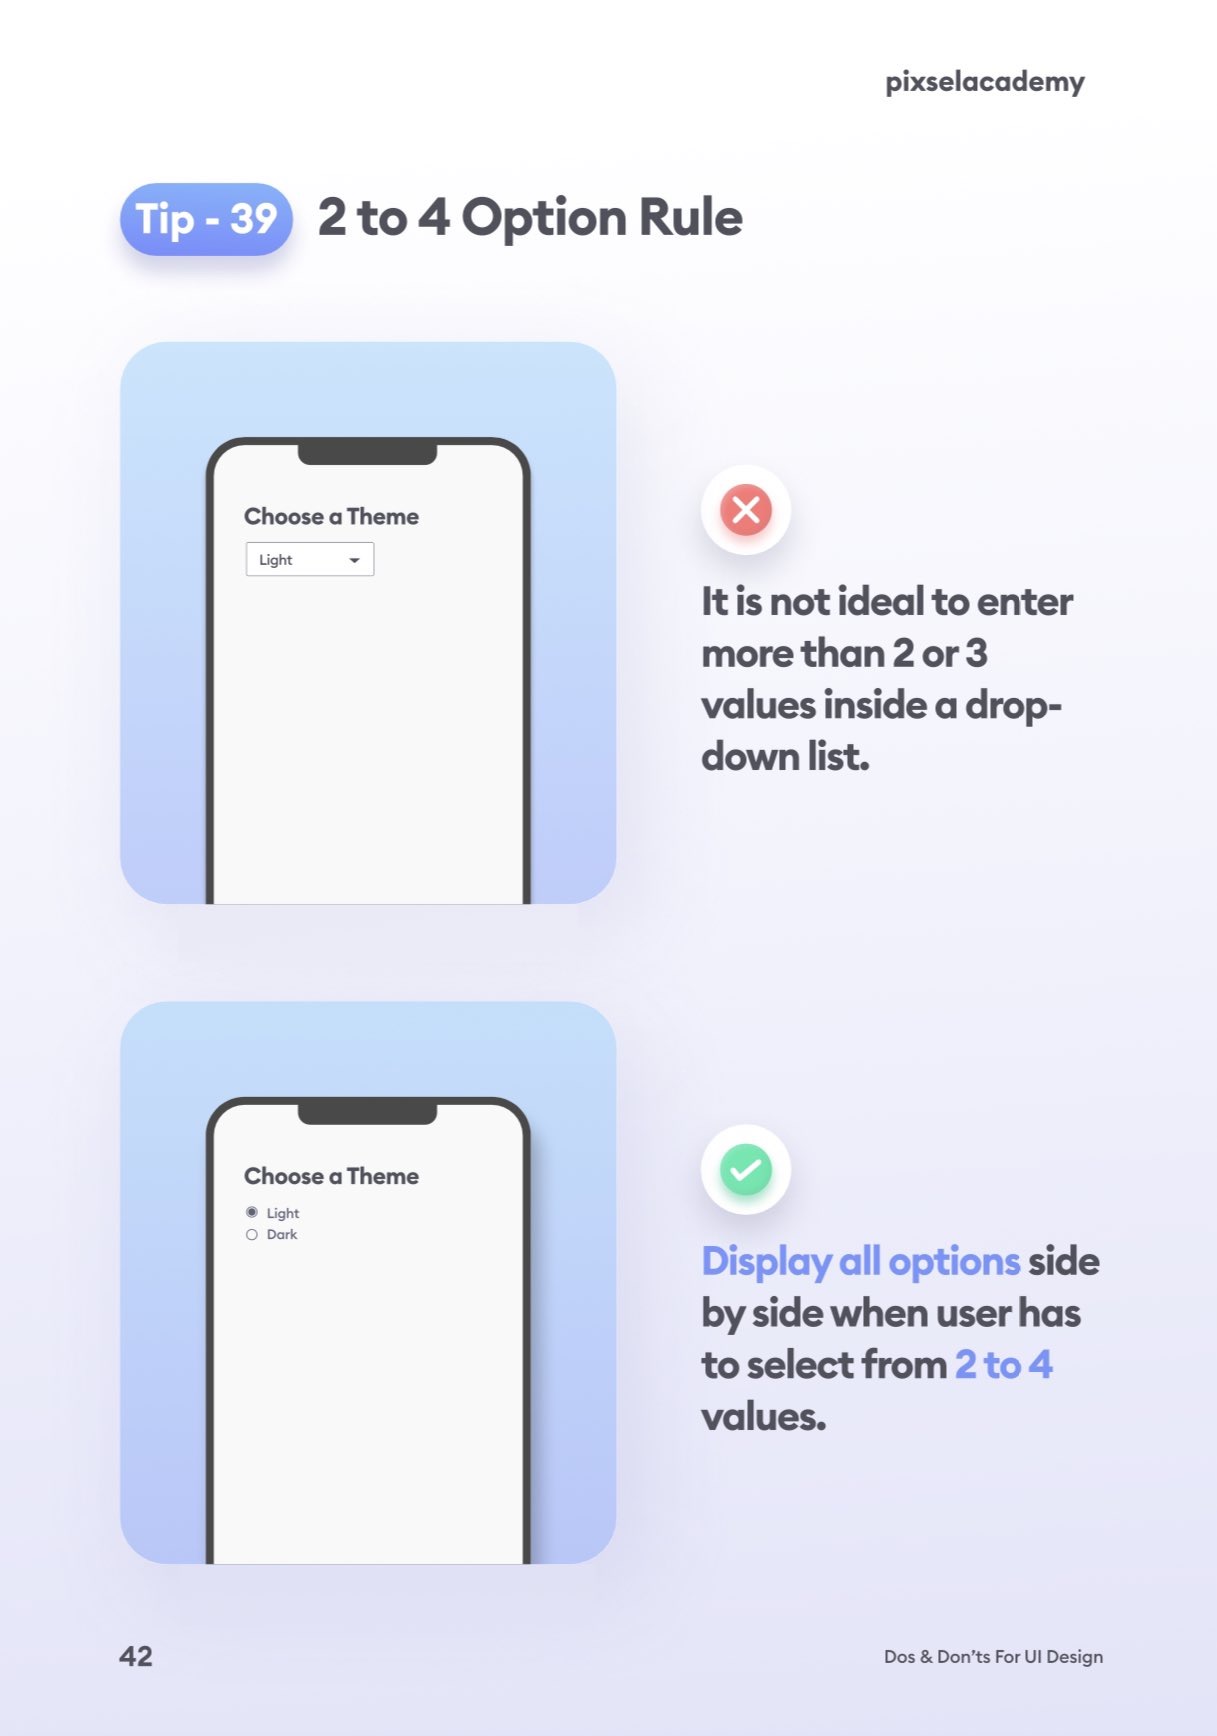 pixselacademy
Tip - 39
2 to 4 Option Rule
Choose a Theme
Light
It is not ideal to enter
more than 2 or 3
values inside a drop-
down list.
Choose a Theme
Light
Dark
Display all options side
by side when user has
to select from 2 to 4
values.
42
Dos & Don'ts For UI Design